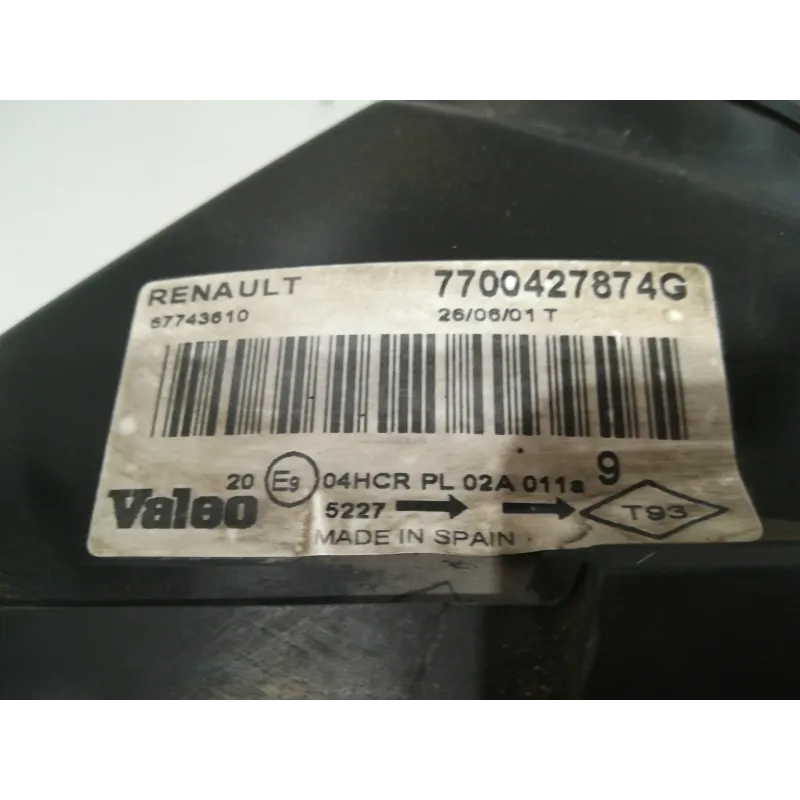 RENAULT 7700427874G
67743610 26/06/01 T
20 E9 04HCR PL 02A 011a 9
Valeo 5227 T93
MADE IN SPAIN